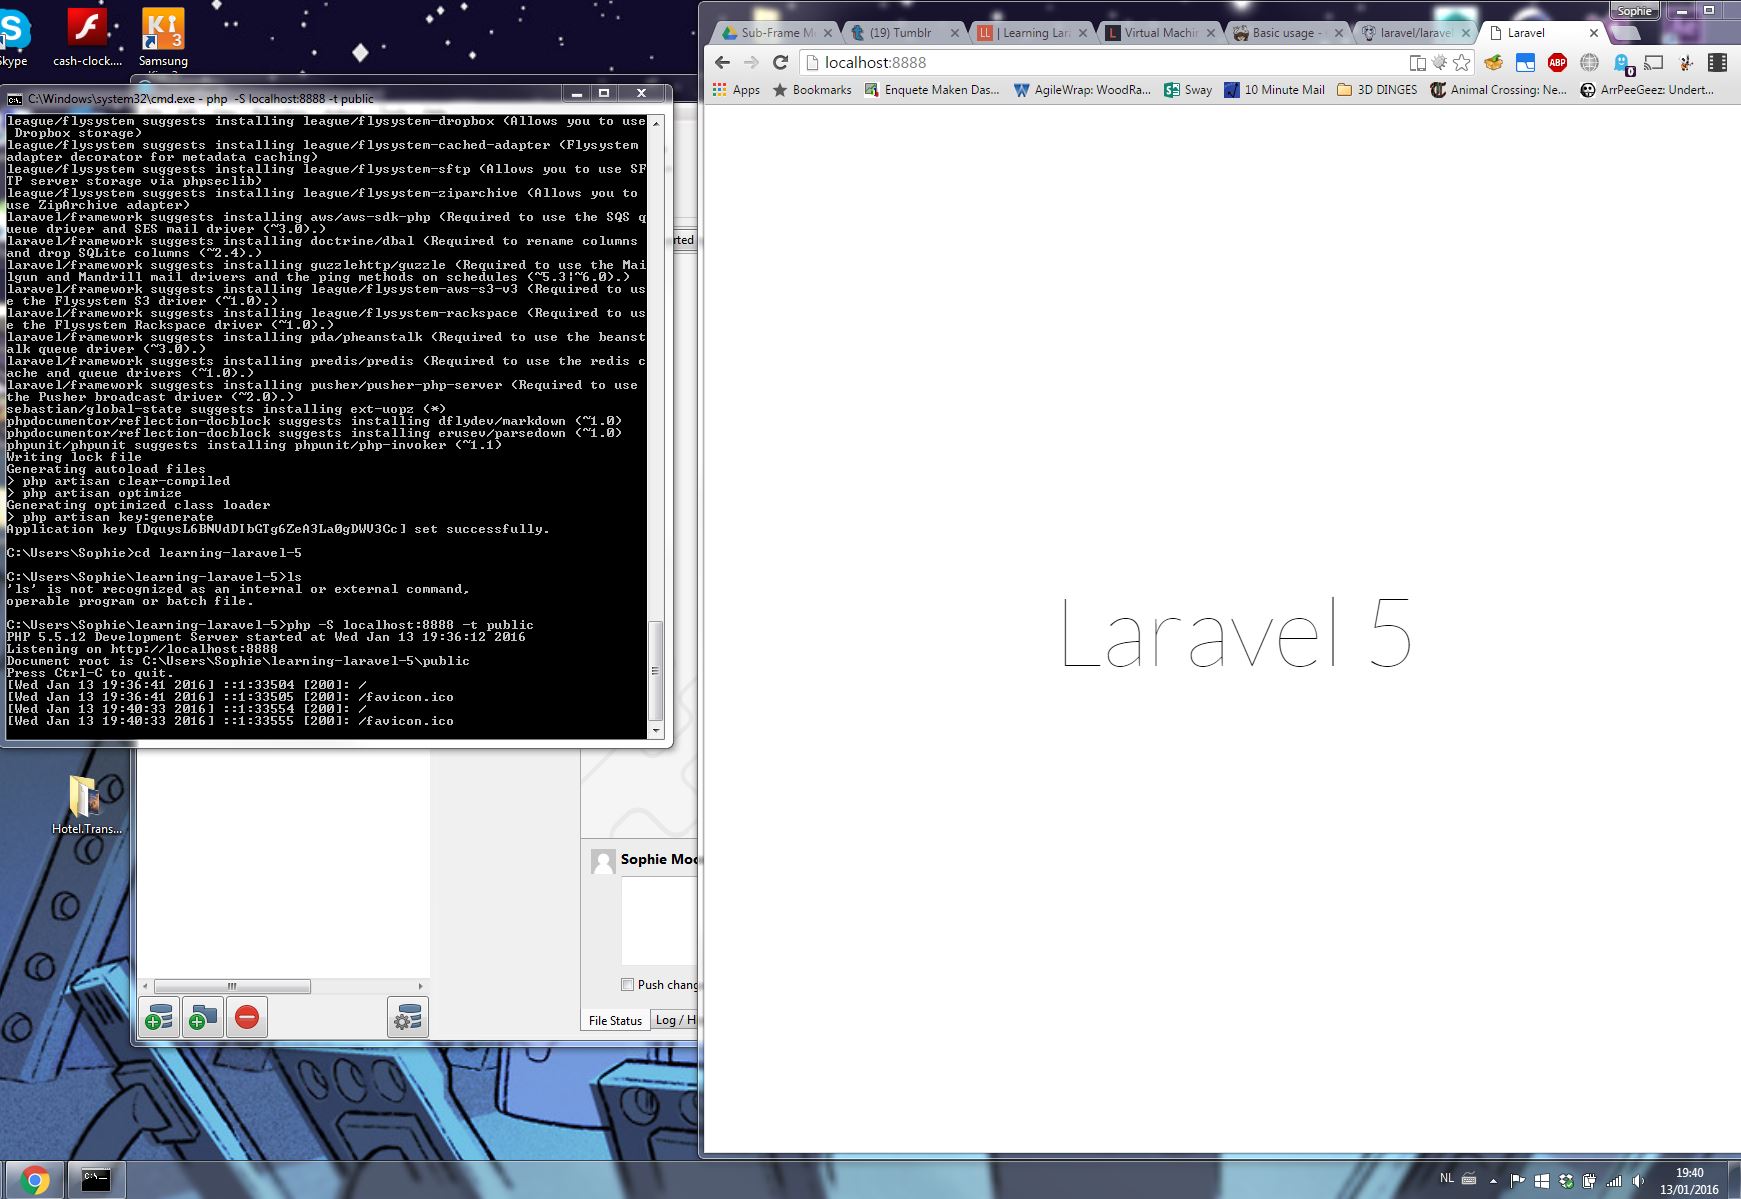 Skype
cash-clock....
Samsung
C:\Windows\system32\cmd.exe - php  -S localhost:8888 -t public
league/flysystem suggests installing league/flysystem-dropbox (Allows you to use
 Dropbox storage)
league/flysystem suggests installing league/flysystem-cached-adapter (Flysystem
adapter decorator for metadata caching)
league/flysystem suggests installing league/flysystem-sftp (Allows you to use SF
TP server storage via phpseclib)
league/flysystem suggests installing league/flysystem-ziparchive (Allows you to
use ZipArchive adapter)
laravel/framework suggests installing aws/aws-sdk-php (Required to use the SQS q
ueue driver and SES mail driver (~3.0).)
laravel/framework suggests installing doctrine/dbal (Required to rename columns
and drop SQLite columns (~2.4).)
laravel/framework suggests installing guzzlehttp/guzzle (Required to use the Mai
lgun and Mandrill mail drivers and the ping methods on schedules (~5.3|~6.0).)
laravel/framework suggests installing league/flysystem-aws-s3-v3 (Required to us
e the Flysystem S3 driver (~1.0).)
laravel/framework suggests installing league/flysystem-rackspace (Required to us
e the Flysystem Rackspace driver (~1.0).)
laravel/framework suggests installing pda/pheanstalk (Required to use the beanst
alk queue driver (~3.0).)
laravel/framework suggests installing predis/predis (Required to use the redis c
ache and queue drivers (~1.0).)
laravel/framework suggests installing pusher/pusher-php-server (Required to use
the Pusher broadcast driver (~2.0).)
sebastian/global-state suggests installing ext-uopz (*)
phpdocumentor/reflection-docblock suggests installing dflydev/markdown (~1.0)
phpdocumentor/reflection-docblock suggests installing erusev/parsedown (~1.0)
phpunit/phpunit suggests installing phpunit/php-invoker (~1.1)
Writing lock file
Generating autoload files
> php artisan clear-compiled
> php artisan optimize
Generating optimized class loader
> php artisan key:generate
Application key [DquysL6BNVdDIbGTg6ZeA3La0gDWV3Cc] set successfully.
C:\Users\Sophie>cd learning-laravel-5
C:\Users\Sophie\learning-laravel-5>ls
'ls' is not recognized as an internal or external command,
operable program or batch file.
C:\Users\Sophie\learning-laravel-5>php -S localhost:8888 -t public
PHP 5.5.12 Development Server started at Wed Jan 13 19:36:12 2016
Listening on http://localhost:8888
Document root is C:\Users\Sophie\learning-laravel-5\public
Press Ctrl-C to quit.
[Wed Jan 13 19:36:41 2016] ::1:33504 [200]: /
[Wed Jan 13 19:36:41 2016] ::1:33505 [200]: /favicon.ico
[Wed Jan 13 19:40:33 2016] ::1:33554 [200]: /
[Wed Jan 13 19:40:33 2016] ::1:33555 [200]: /favicon.ico
rted
Hotel.Trans...
Sophie Moo
Push chang
File Status
Log / H
Sophie
Sub-Frame M
(19) Tumblr
LL | Learning Lar
L Virtual Machin
Basic usage -
laravel/laravel
Laravel
localhost:8888
ABP
0
Apps
Bookmarks
Enquete Maken Das...
AgileWrap: WoodRa...
Sway
10 Minute Mail
3D DINGES
Animal Crossing: Ne...
ArrPeeGeez: Undert...
Laravel 5
NL
19:40
13/01/2016